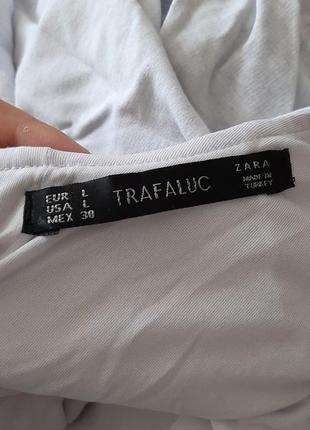 EUR L
USA L
MEX 30
TRAFALUC
ZARA
MADE IN
TURKEY